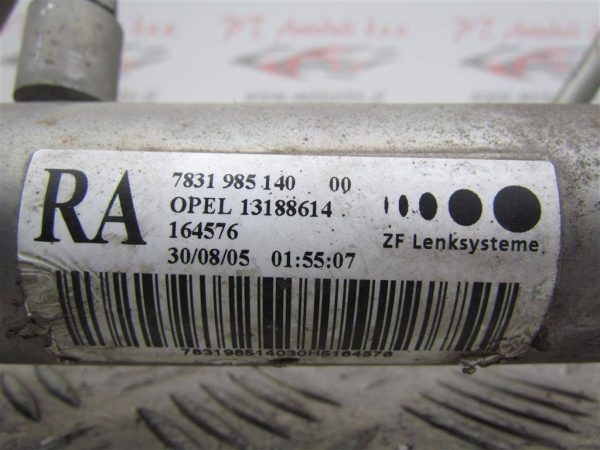 RA
7831 985 140 00
OPEL 13188614
164576
30/08/05 01:55:07
ZF Lenksysteme
783198514030H5164576